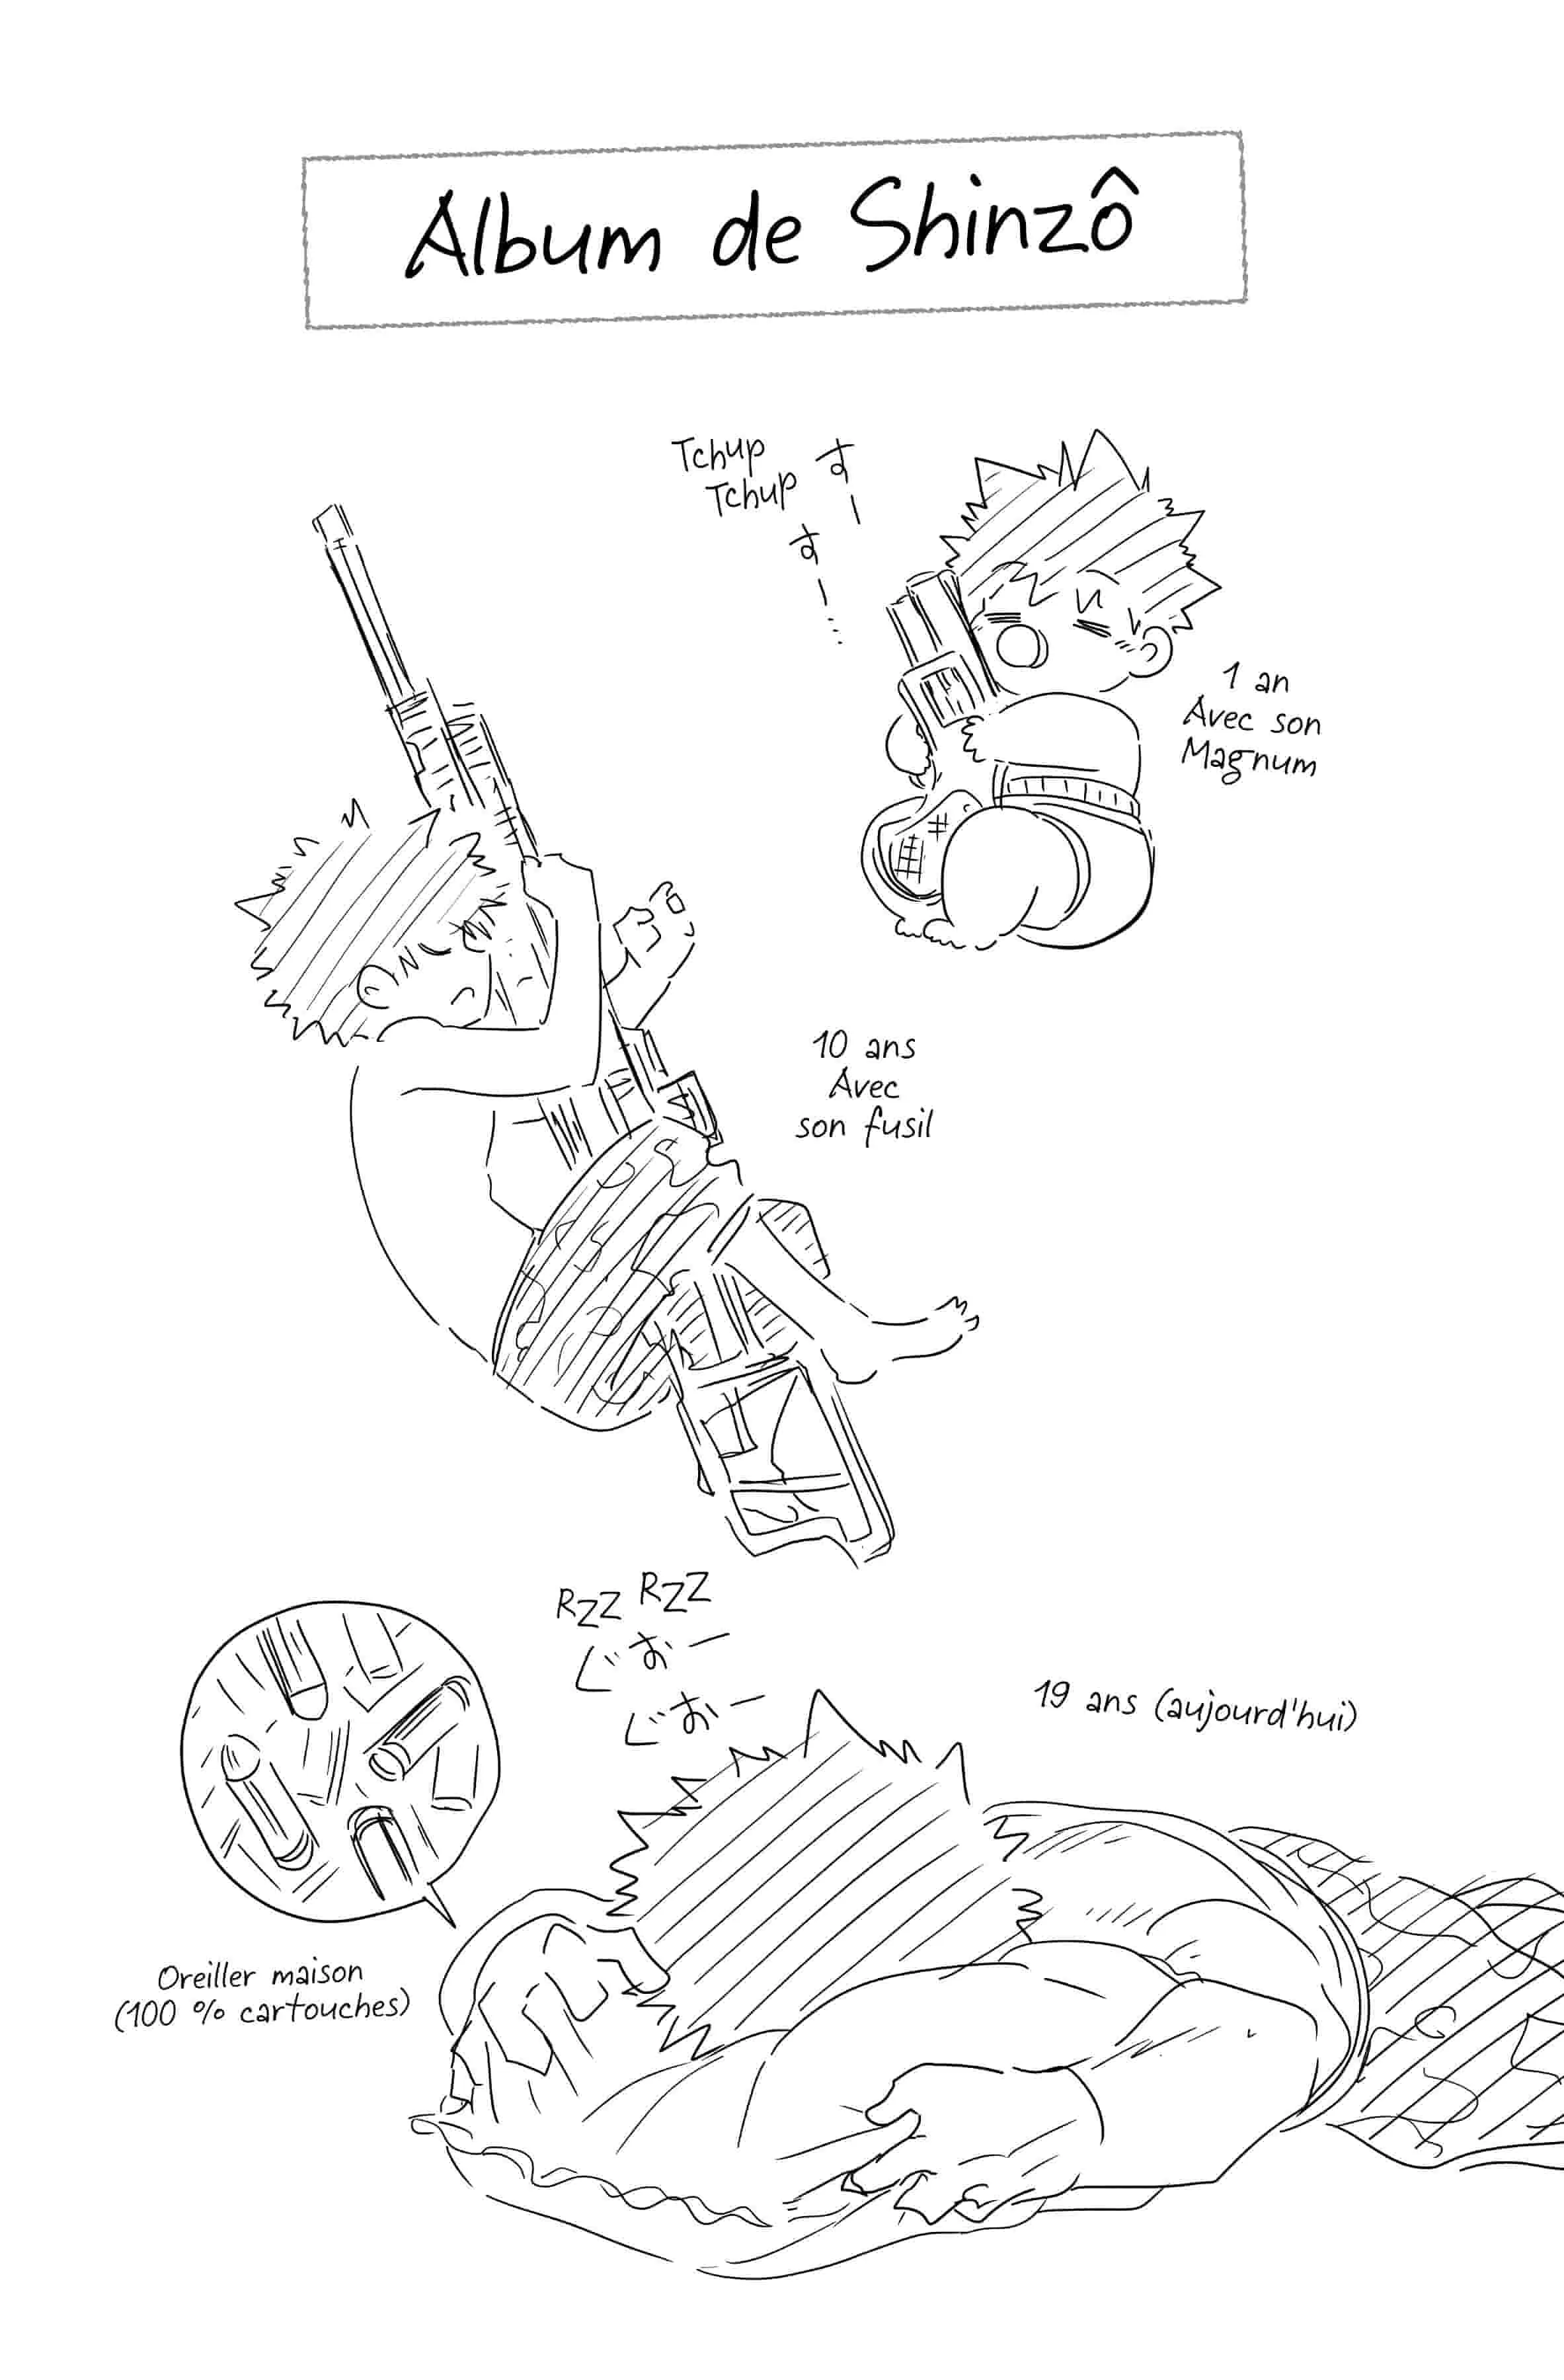 Album de Shinzô
Tchup
Tchup
すー
すー…
1 an
Avec son
Magnum
10 ans
Avec
son fusil
Rzz Rzz
ぐおー
ぐおー
19 ans (aujourd'hui)
Oreiller maison
(100 % cartouches)